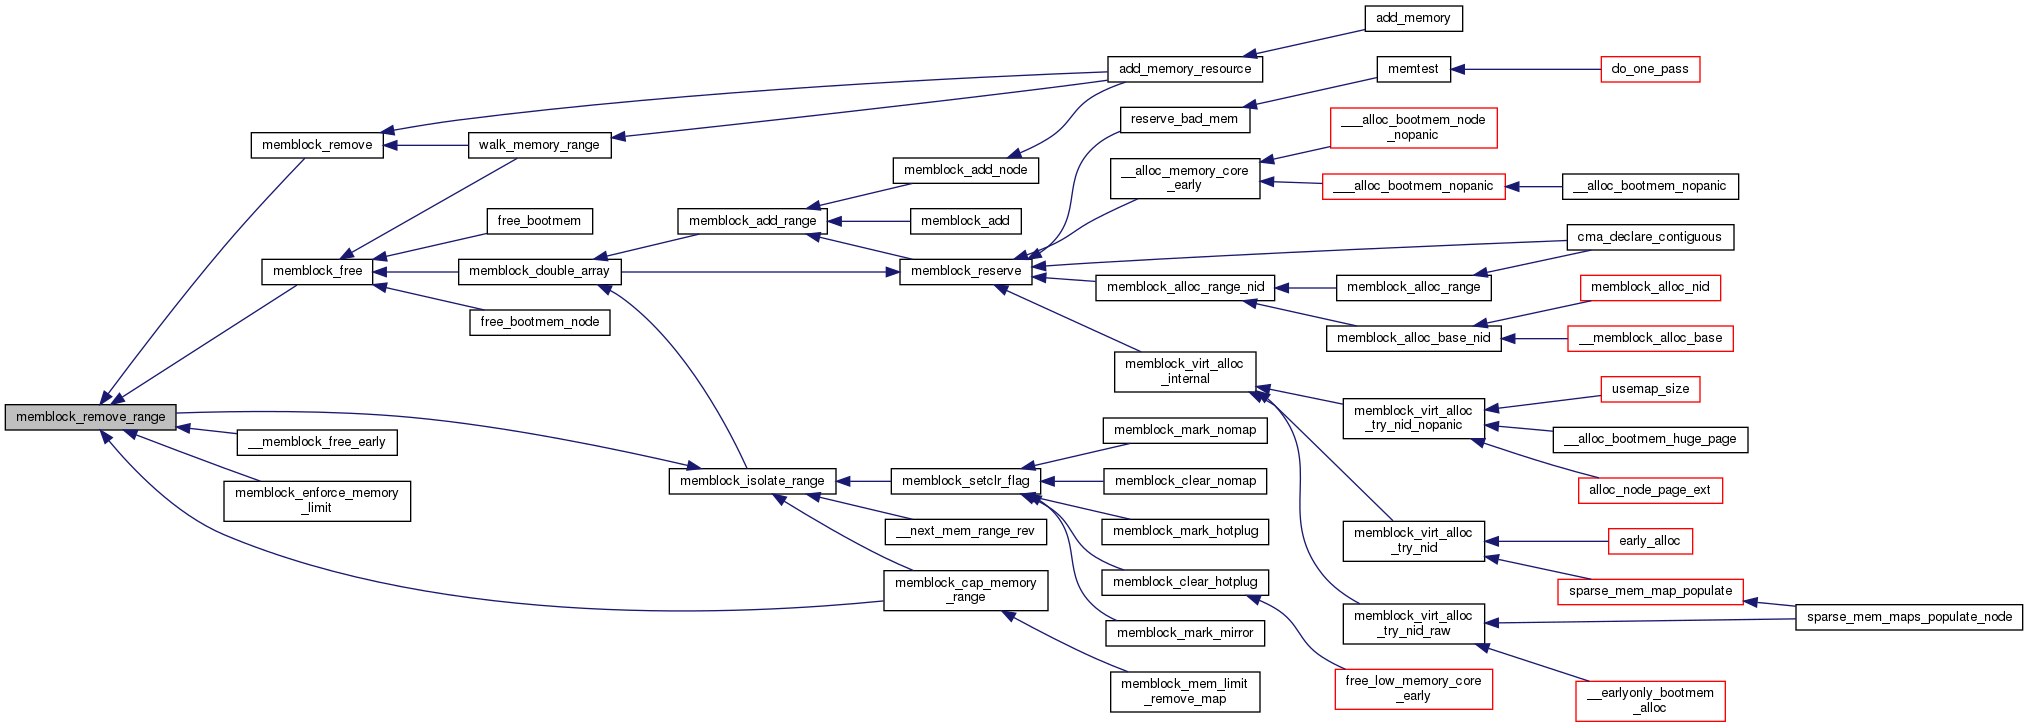 add_memory
add_memory_resource
memtest
do_one_pass
reserve_bad_mem
___alloc_bootmem_node
_nopanic
memblock_remove
walk_memory_range
memblock_add_node
__alloc_memory_core
_early
___alloc_bootmem_nopanic
__alloc_bootmem_nopanic
free_bootmem
memblock_add_range
memblock_add
cma_declare_contiguous
memblock_free
memblock_double_array
memblock_reserve
memblock_alloc_range_nid
memblock_alloc_range
memblock_alloc_nid
free_bootmem_node
memblock_alloc_base_nid
__memblock_alloc_base
memblock_virt_alloc
_internal
usemap_size
memblock_remove_range
memblock_virt_alloc
_try_nid_nopanic
__memblock_free_early
memblock_mark_nomap
__alloc_bootmem_huge_page
memblock_enforce_memory
_limit
memblock_isolate_range
memblock_setclr_flag
memblock_clear_nomap
alloc_node_page_ext
__next_mem_range_rev
memblock_mark_hotplug
memblock_virt_alloc
_try_nid
early_alloc
memblock_cap_memory
_range
memblock_clear_hotplug
sparse_mem_map_populate
memblock_mark_mirror
memblock_virt_alloc
_try_nid_raw
sparse_mem_maps_populate_node
memblock_mem_limit
_remove_map
free_low_memory_core
_early
__earlyonly_bootmem
_alloc